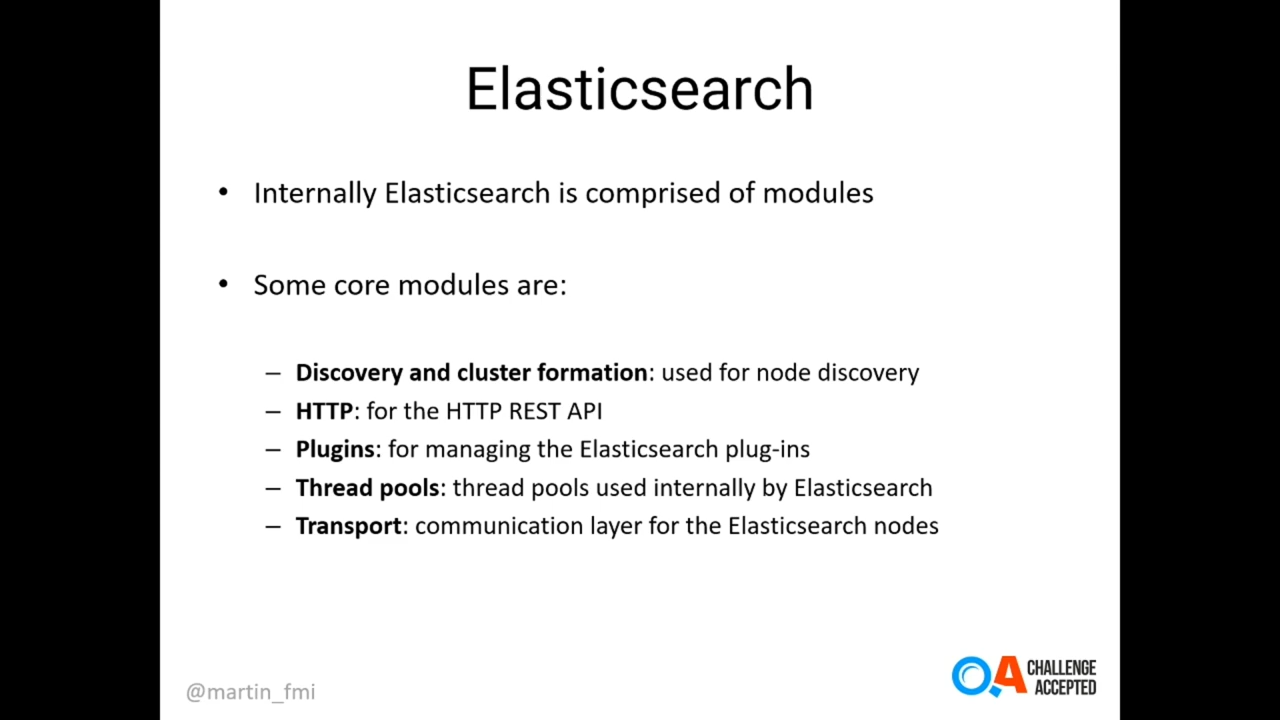 Elasticsearch
• Internally Elasticsearch is comprised of modules
• Some core modules are:
– Discovery and cluster formation: used for node discovery
– HTTP: for the HTTP REST API
– Plugins: for managing the Elasticsearch plug-ins
– Thread pools: thread pools used internally by Elasticsearch
– Transport: communication layer for the Elasticsearch nodes
@martin_fmi
QA CHALLENGE
ACCEPTED